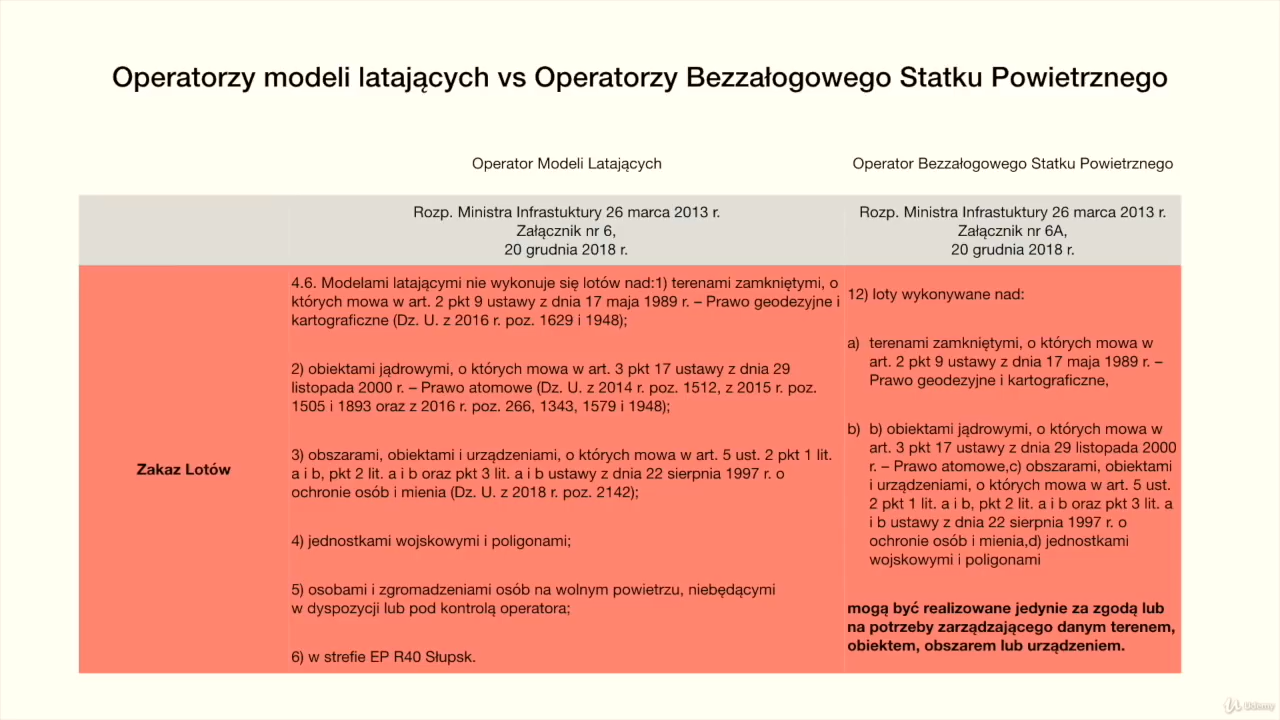 Operatorzy modeli latających vs Operatorzy Bezzałogowego Statku Powietrznego
Operator Modeli Latających
Operator Bezzałogowego Statku Powietrznego
Rozp. Ministra Infrastuktury 26 marca 2013 r.
Załącznik nr 6,
20 grudnia 2018 r.
Rozp. Ministra Infrastuktury 26 marca 2013 r.
Załącznik nr 6A,
20 grudnia 2018 r.
Zakaz Lotów
4.6. Modelami latającymi nie wykonuje się lotów nad:1) terenami zamkniętymi, o
których mowa w art. 2 pkt 9 ustawy z dnia 17 maja 1989 r. – Prawo geodezyjne i
kartograficzne (Dz. U. z 2016 r. poz. 1629 i 1948);
2) obiektami jądrowymi, o których mowa w art. 3 pkt 17 ustawy z dnia 29
listopada 2000 r. – Prawo atomowe (Dz. U. z 2014 r. poz. 1512, z 2015 r. poz.
1505 i 1893 oraz z 2016 r. poz. 266, 1343, 1579 i 1948);
3) obszarami, obiektami i urządzeniami, o których mowa w art. 5 ust. 2 pkt 1 lit.
a i b, pkt 2 lit. a i b oraz pkt 3 lit. a i b ustawy z dnia 22 sierpnia 1997 r. o
ochronie osób i mienia (Dz. U. z 2018 r. poz. 2142);
4) jednostkami wojskowymi i poligonami;
5) osobami i zgromadzeniami osób na wolnym powietrzu, niebędącymi
w dyspozycji lub pod kontrolą operatora;
6) w strefie EP R40 Słupsk.
12) loty wykonywane nad:
a) terenami zamkniętymi, o których mowa w
art. 2 pkt 9 ustawy z dnia 17 maja 1989 r. –
Prawo geodezyjne i kartograficzne,
b) b) obiektami jądrowymi, o których mowa w
art. 3 pkt 17 ustawy z dnia 29 listopada 2000
r. – Prawo atomowe,c) obszarami, obiektami
i urządzeniami, o których mowa w art. 5 ust.
2 pkt 1 lit. a i b, pkt 2 lit. a i b oraz pkt 3 lit. a
i b ustawy z dnia 22 sierpnia 1997 r. o
ochronie osób i mienia,d) jednostkami
wojskowymi i poligonami
mogą być realizowane jedynie za zgodą lub
na potrzeby zarządzającego danym terenem,
obiektem, obszarem lub urządzeniem.
Udemy